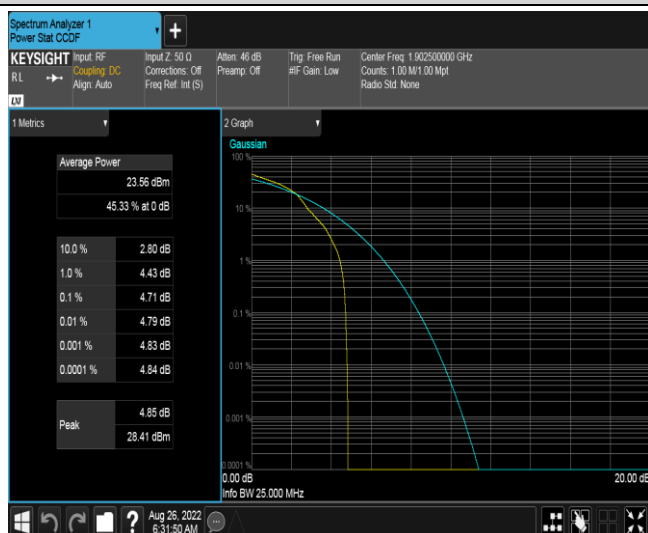 Spectrum Analyzer 1
Power Stat CCDF
KEYSIGHT
RL
LXI
Input: RF
Coupling: DC
Align: Auto
Input Z: 50 Ω
Corrections: Off
Freq Ref: Int (S)
Atten: 46 dB
Preamp: Off
Trig: Free Run
#IF Gain: Low
Center Freq: 1.902500000 GHz
Counts: 1.00 M/1.00 Mpt
Radio Std: None
1 Metrics
Average Power
23.56 dBm
45.33 % at 0 dB
10.0 % 2.80 dB
1.0 % 4.43 dB
0.1 % 4.71 dB
0.01 % 4.79 dB
0.001 % 4.83 dB
0.0001 % 4.84 dB
Peak
4.85 dB
28.41 dBm
2 Graph
Gaussian
100 %
10 %
1 %
0.1 %
0.01 %
0.001 %
0.0001 %
0.00 dB
20.00 dB
Info BW 25.000 MHz
Aug 26, 2022
6:31:50 AM